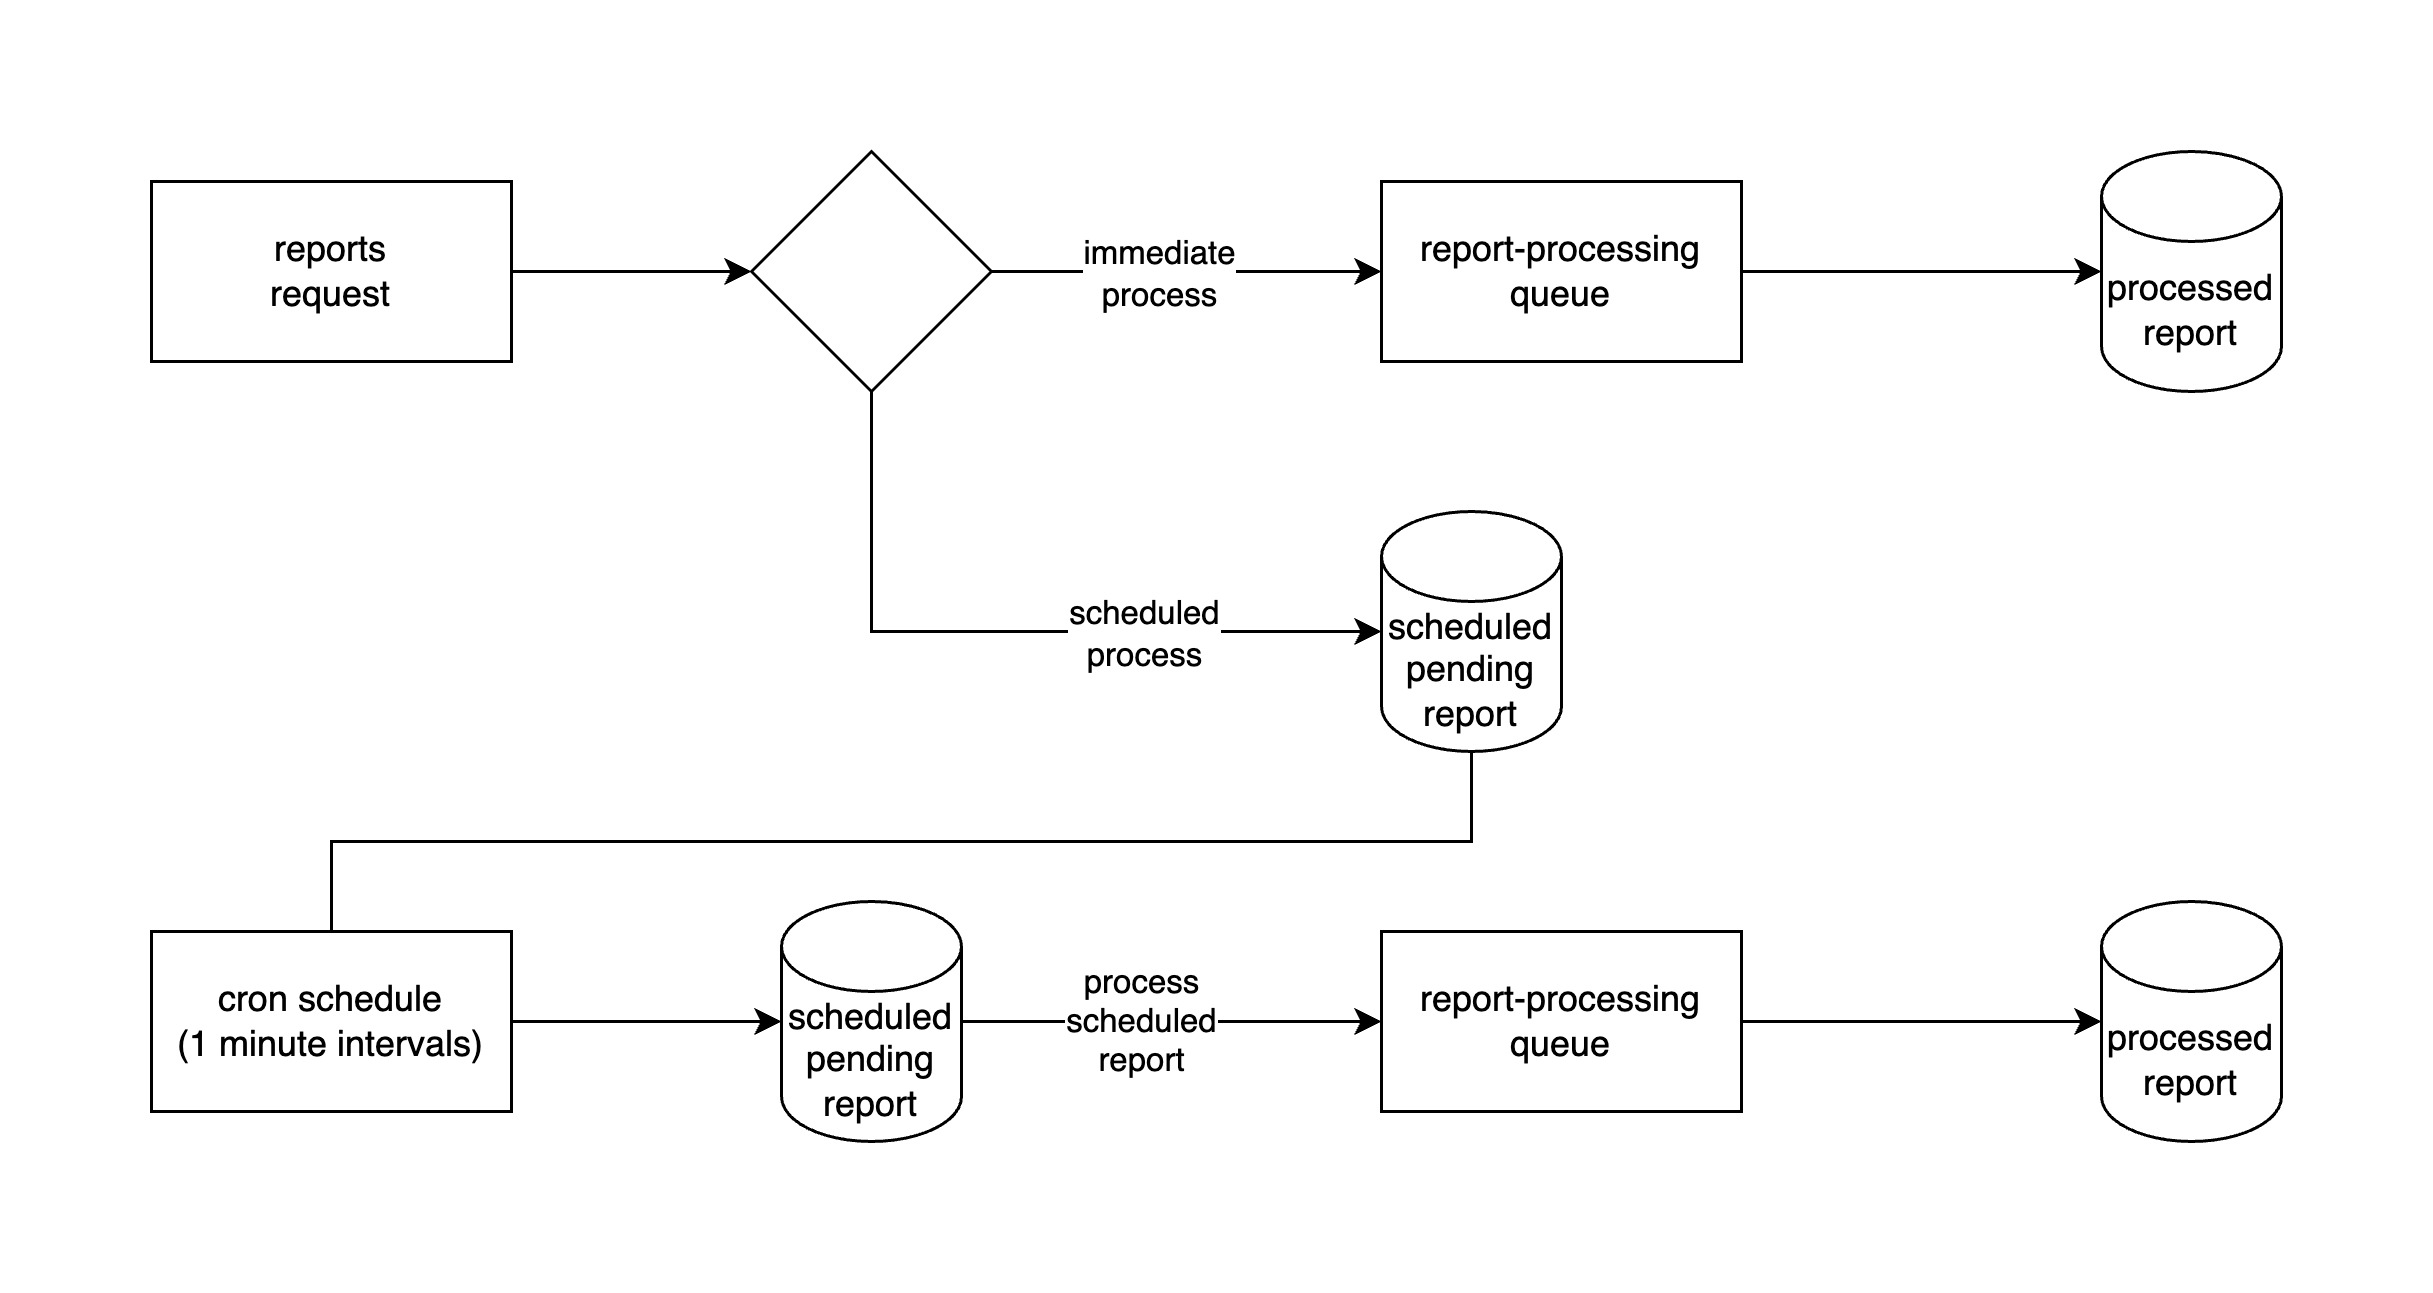 reports
request
immediate
process
report-processing
queue
processed
report
scheduled
process
scheduled
pending
report
cron schedule
(1 minute intervals)
scheduled
pending
report
process
scheduled
report
report-processing
queue
processed
report